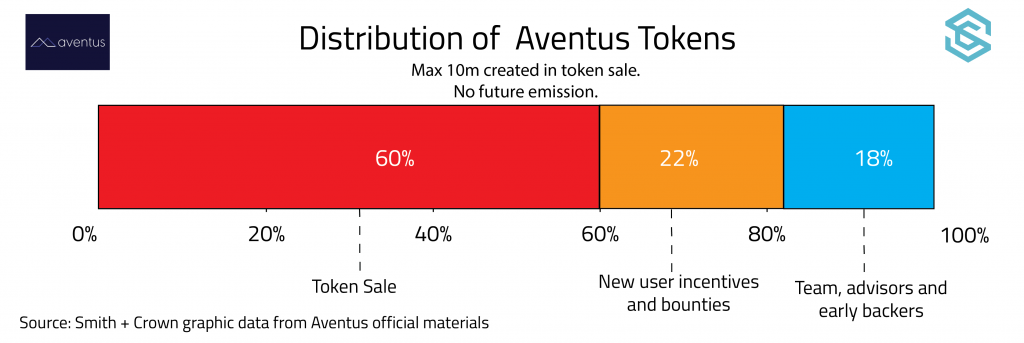 aventus
Distribution of Aventus Tokens
Max 10m created in token sale.
No future emission.
60%
22%
18%
0%
20%
40%
60%
80%
100%
Token Sale
New user incentives
and bounties
Team, advisors and
early backers
Source: Smith + Crown graphic data from Aventus official materials